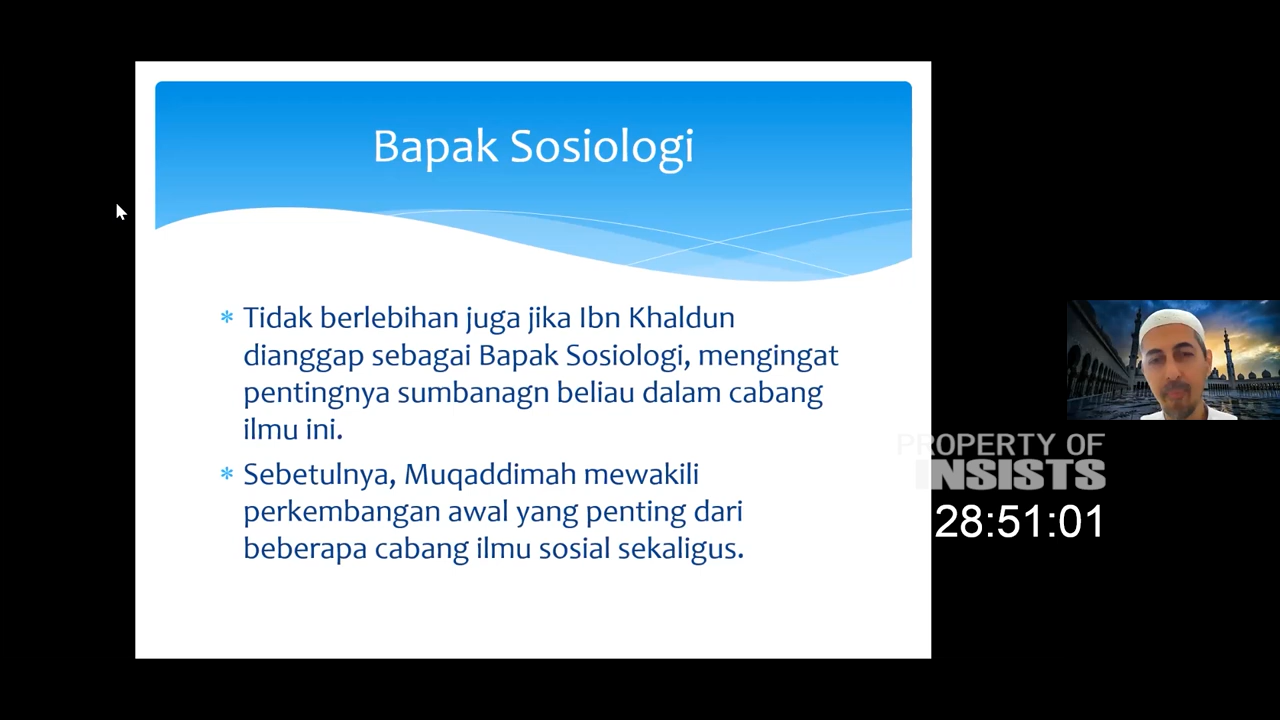 Bapak Sosiologi
* Tidak berlebihan juga jika Ibn Khaldun
dianggap sebagai Bapak Sosiologi, mengingat
pentingnya sumbanagn beliau dalam cabang
ilmu ini.
* Sebetulnya, Muqaddimah mewakili
perkembangan awal yang penting dari
beberapa cabang ilmu sosial sekaligus.
PROPERTY OF
INSISTS
28:51:01